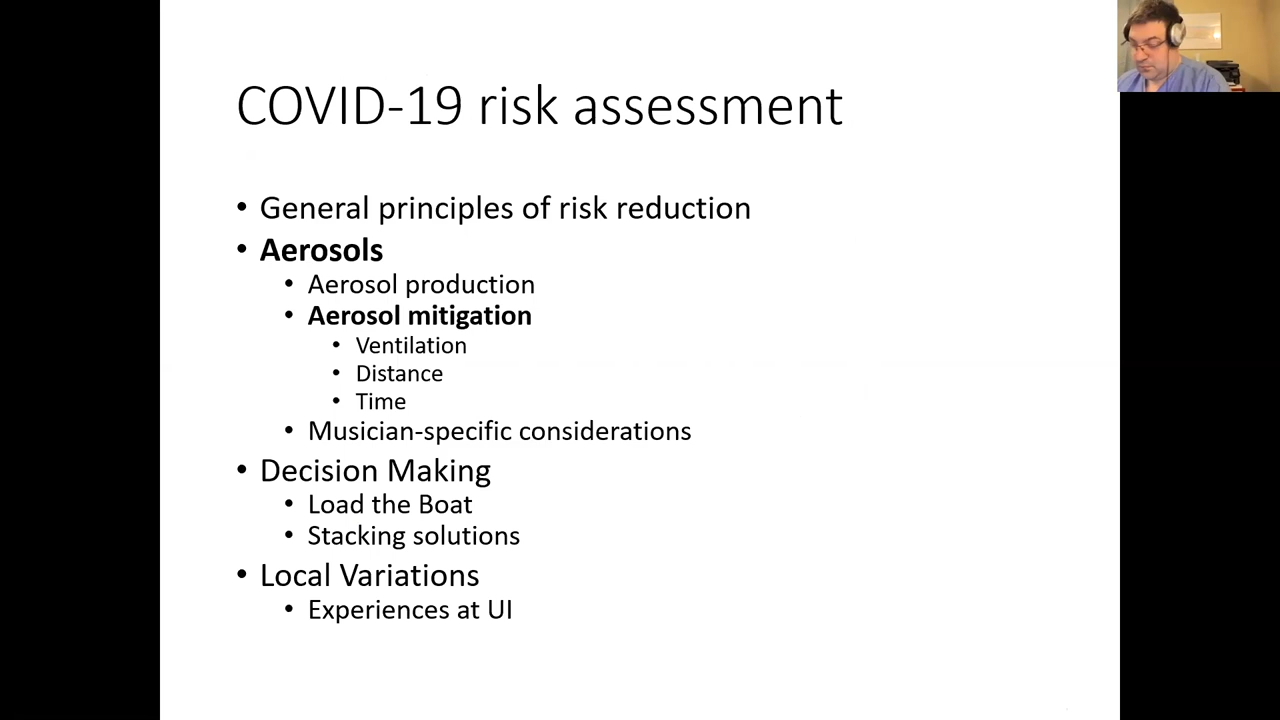 COVID-19 risk assessment
• General principles of risk reduction
• Aerosols
• Aerosol production
• Aerosol mitigation
• Ventilation
• Distance
• Time
• Musician-specific considerations
• Decision Making
• Load the Boat
• Stacking solutions
• Local Variations
• Experiences at UI